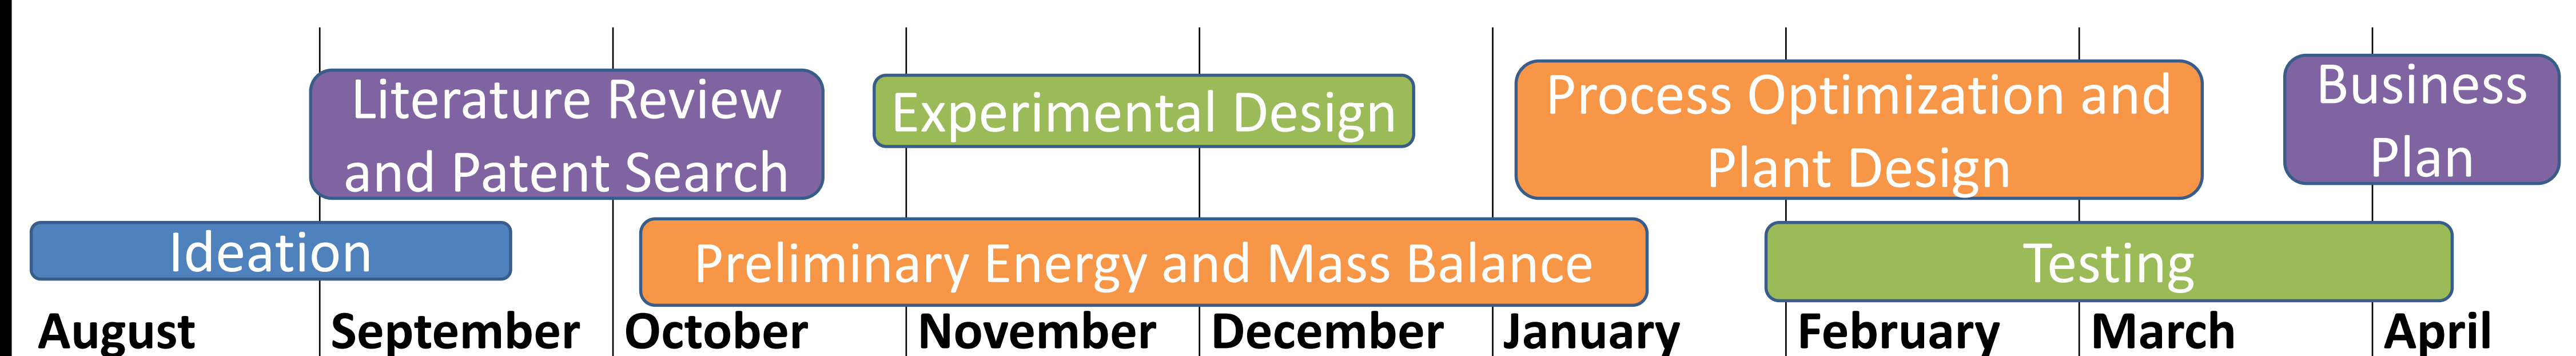 Literature Review
and Patent Search
Experimental Design
Process Optimization and
Plant Design
Business
Plan
Ideation
Preliminary Energy and Mass Balance
Testing
August September October November December January February March April